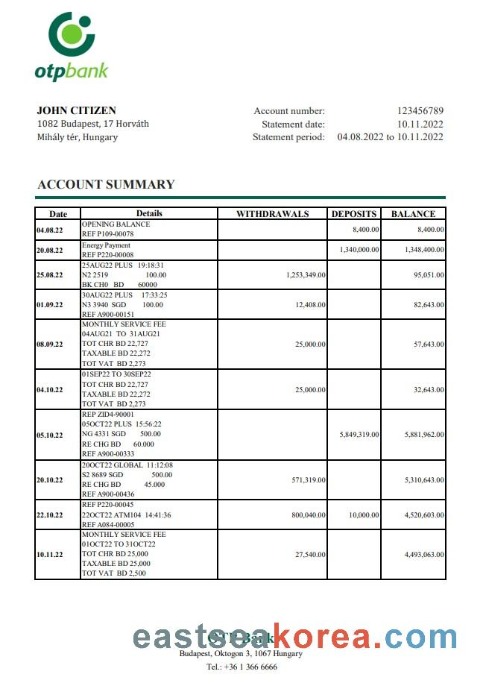 otpbank
JOHN CITIZEN
1082 Budapest, 17 Horváth
Mihály tér, Hungary
Account number: 123456789
Statement date: 10.11.2022
Statement period: 04.08.2022 to 10.11.2022
ACCOUNT SUMMARY
Date Details WITHDRAWALS DEPOSITS BALANCE
04.08.22 OPENING BALANCE 8,400.00 8,400.00
REF P109-00078
20.08.22 Energy Payment 1,340,000.00 1,348,400.00
REF P220-00008
25AUG22 PLUS 19:18:31
25.08.22 N2 2519 100.00 1,253,349.00 95,051.00
BK CH0 BD 60000
30AUG22 PLUS 17:33:25
01.09.22 N3 3940 SGD 100.00 12,408.00 82,643.00
REF A900-00151
MONTHLY SERVICE FEE
04AUG21 TO 31AUG21
08.09.22 TOT CHR BD 22,727 25,000.00 57,643.00
TAXABLE BD 22,272
TOT VAT BD 2,273
01SEP22 TO 30SEP22
04.10.22 TOT CHR BD 22,727 25,000.00 32,643.00
TAXABLE BD 22,272
TOT VAT BD 2,273
REP ZID4-90001
05OCT22 PLUS 15:56:22
05.10.22 NG 4331 SGD 500.00 5,849,319.00 5,881,962.00
RE CHG BD 60.000
REF A900-00333
20OCT22 GLOBAL 11:12:08
20.10.22 S2 8689 SGD 500.00 571,319.00 5,310,643.00
RE CHG BD 45.000
REF A900-00436
REF P220-00045
22.10.22 22OCT22 ATM104 14:41:36 800,040.00 10,000.00 4,520,603.00
REF A084-00005
MONTHLY SERVICE FEE
01OCT22 TO 31OCT22
10.11.22 TOT CHR BD 25,000 27,540.00 4,493,063.00
TAXABLE BD 25,000
TOT VAT BD 2,500
eastseakorea.com
OTP Bank
Budapest, Oktogon 3, 1067 Hungary
Tel.: +36 1 366 6666